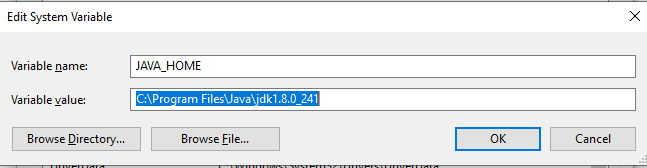 Edit System Variable
Variable name: JAVA_HOME
Variable value: C:\Program Files\Java\jdk1.8.0_241
Browse Directory... Browse File... OK Cancel